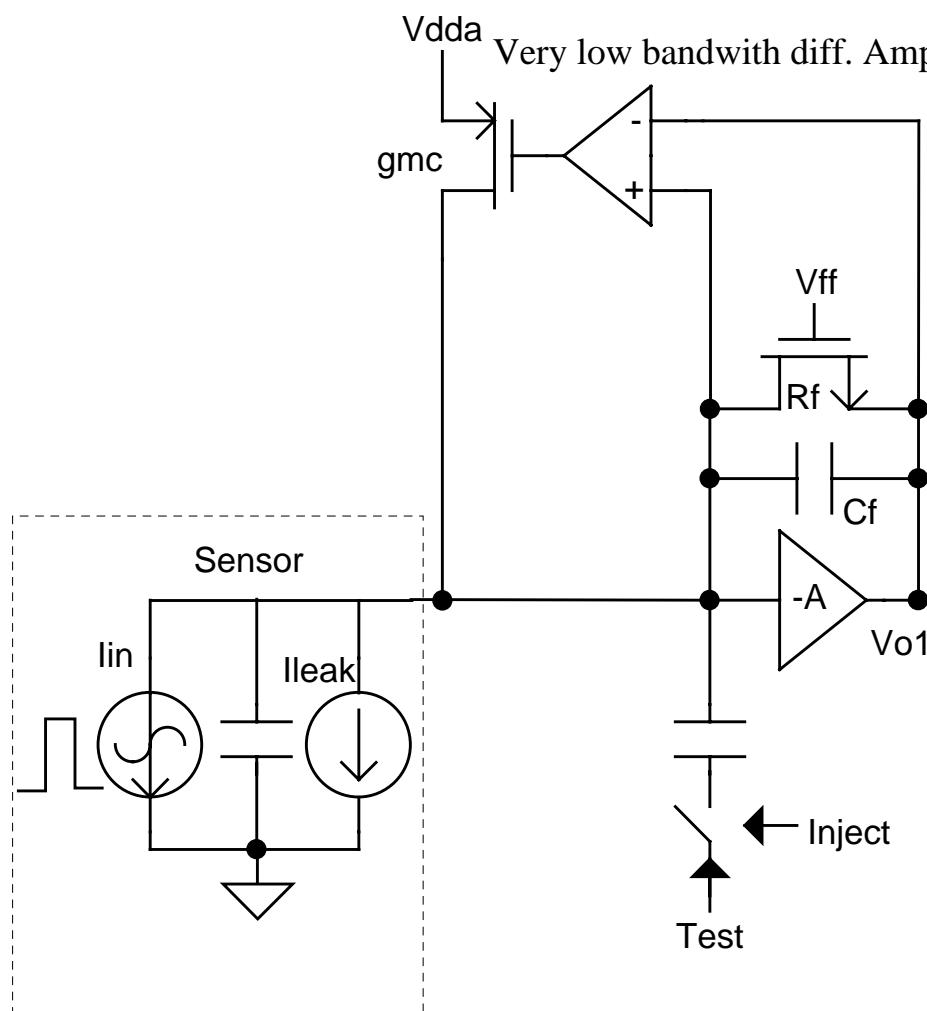 Vdda
Very low bandwith diff. Amp
gmc
-
+
Vff
Rf
Cf
Sensor
-A
Iin
Ileak
Vo1
Inject
Test